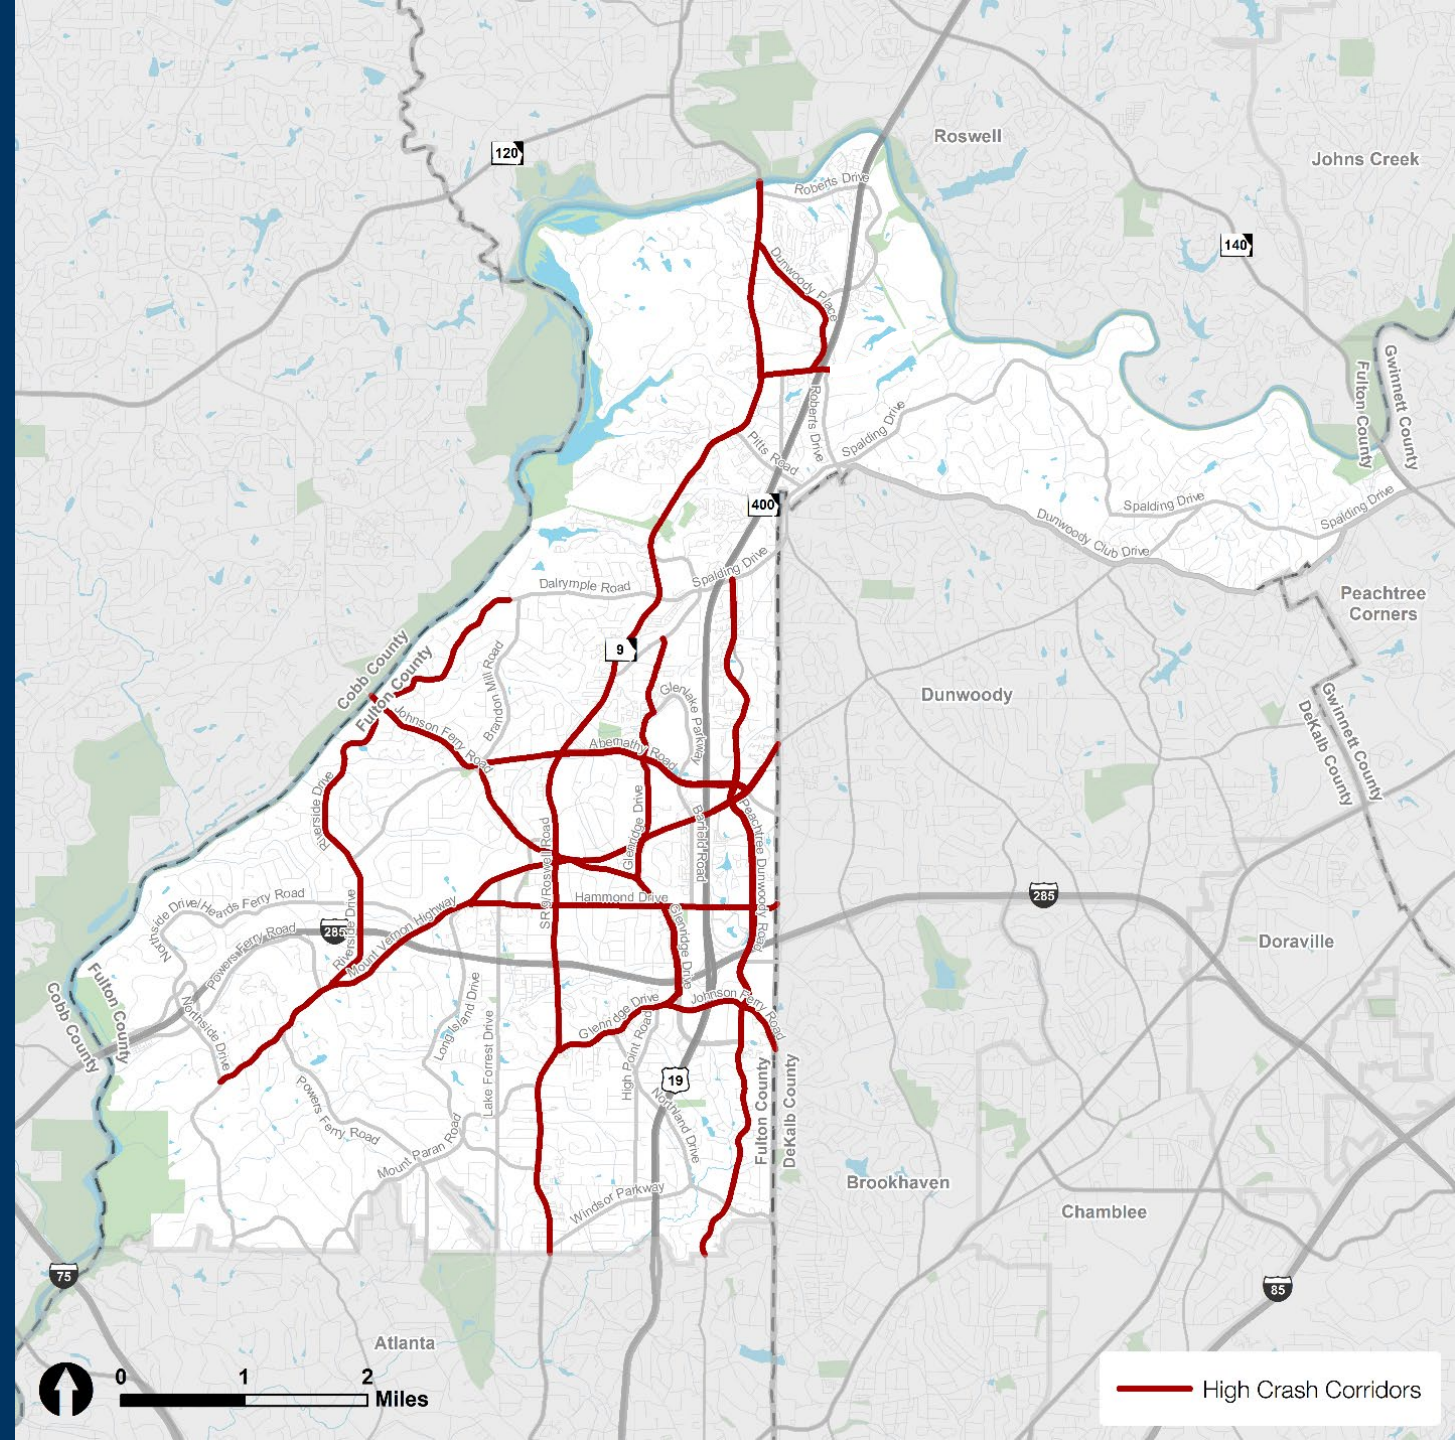 Roswell
Johns Creek
120
140
Roberts Drive
Dunwoody Place
Gwinnett County
Fulton County
Roberts Drive
Spalding Drive
Pitts Road
400
Spalding Drive
Spalding Drive
Dunwoody Club Drive
Spalding Drive
Dalrymple Road
Peachtree
Corners
Cobb County
Fulton County
9
Brandon Mill Road
Glenlake Parkway
Dunwoody
Gwinnett County
DeKalb County
Johnson Ferry Road
Abernathy Road
Riverside Drive
Glenridge Drive
Barfield Road
Peachtree Dunwoody Road
SR 9/Roswell Road
Hammond Drive
Northside Drive/Heards Ferry Road
Powers Ferry Road
285
Riverside Drive
Riverside Drive
Mount Vernon Highway
Glenridge Drive
285
Doraville
Fulton County
Cobb County
Northside Drive
Long Island Drive
Lake Forrest Drive
Glenridge Drive
Johnson Ferry Road
High Point Road
19
Northland Drive
Fulton County
DeKalb County
Powers Ferry Road
Mount Paran Road
Windsor Parkway
Brookhaven
Chamblee
75
85
Atlanta
0 1 2
Miles
High Crash Corridors